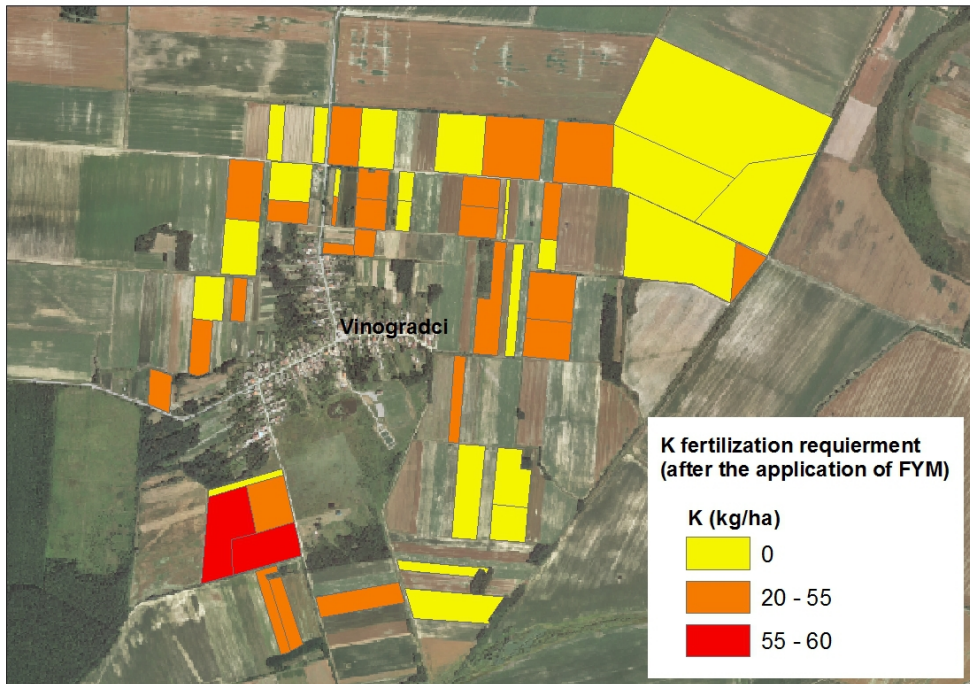 Vinogradci
K fertilization requierment
(after the application of FYM)
K (kg/ha)
0
20 - 55
55 - 60